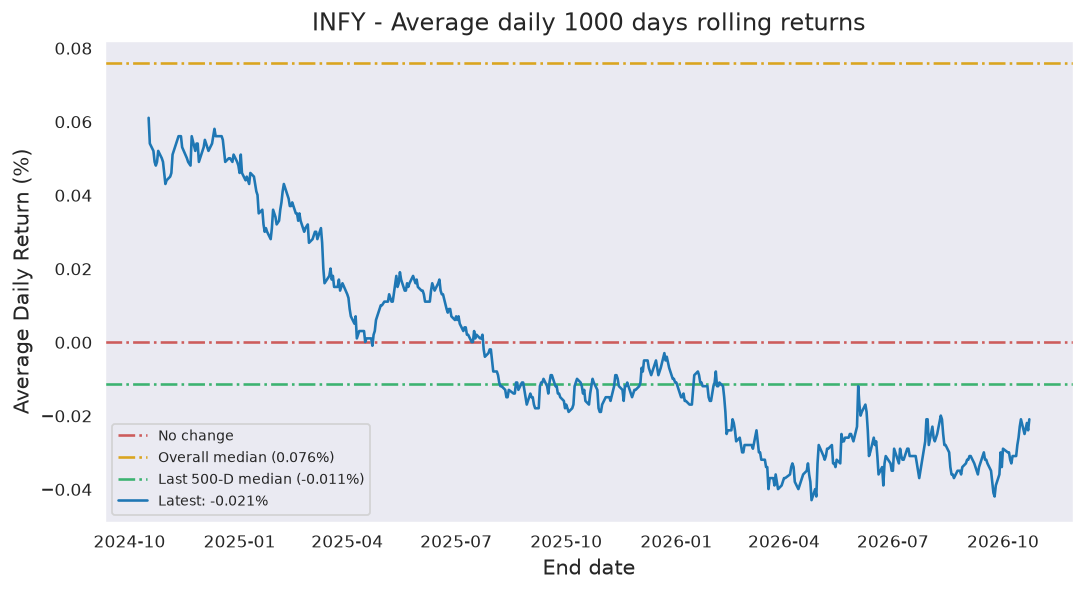 INFY - Average daily 1000 days rolling returns
Average Daily Return (%)
0.08
0.06
0.04
0.02
0.00
−0.02
−0.04
No change
Overall median (0.076%)
Last 500-D median (-0.011%)
Latest: -0.021%
2024-10 2025-01 2025-04 2025-07 2025-10 2026-01 2026-04 2026-07 2026-10
End date